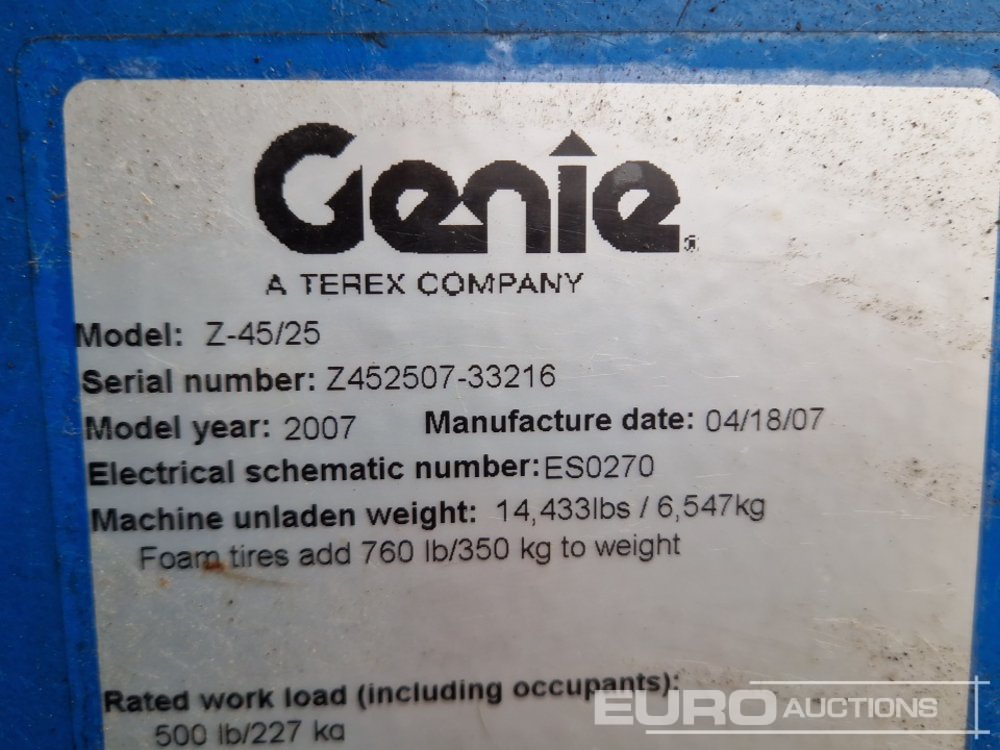 Genie
A TEREX COMPANY
Model: Z-45/25
Serial number: Z452507-33216
Model year: 2007 Manufacture date: 04/18/07
Electrical schematic number:ES0270
Machine unladen weight: 14,433lbs / 6,547kg
Foam tires add 760 lb/350 kg to weight
Rated work load (including occupants):
500 lb/227 kg
EURO AUCTIONS